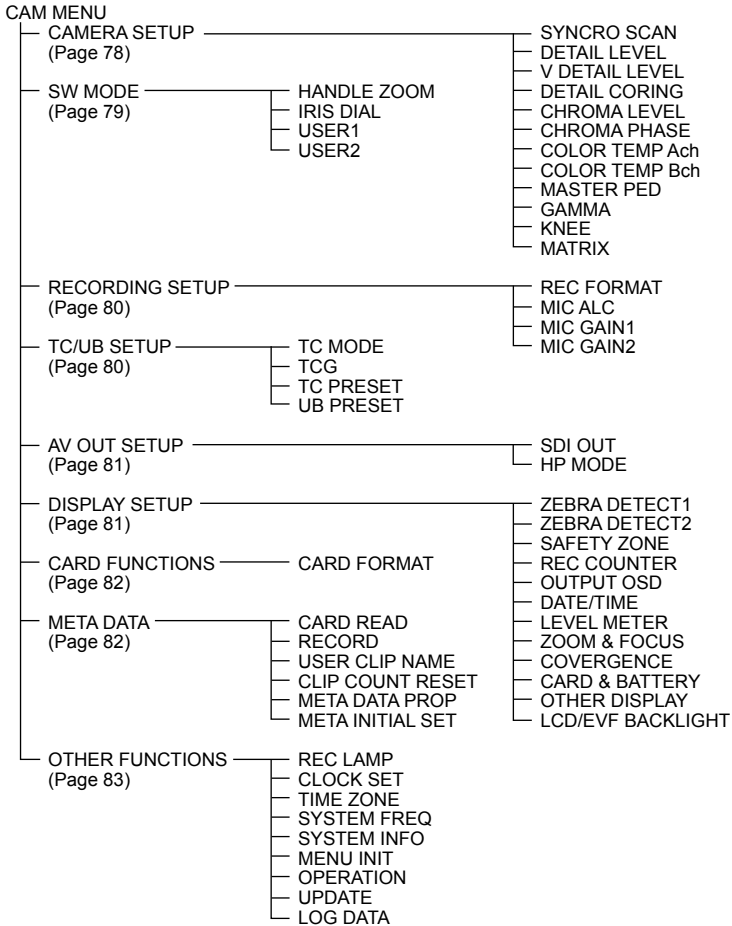 CAM MENU
CAMERA SETUP
(Page 78)
SYNCRO SCAN
DETAIL LEVEL
V DETAIL LEVEL
DETAIL CORING
CHROMA LEVEL
CHROMA PHASE
COLOR TEMP Ach
COLOR TEMP Bch
MASTER PED
GAMMA
KNEE
MATRIX
SW MODE
(Page 79)
HANDLE ZOOM
IRIS DIAL
USER1
USER2
RECORDING SETUP
(Page 80)
REC FORMAT
MIC ALC
MIC GAIN1
MIC GAIN2
TC/UB SETUP
(Page 80)
TC MODE
TCG
TC PRESET
UB PRESET
AV OUT SETUP
(Page 81)
SDI OUT
HP MODE
DISPLAY SETUP
(Page 81)
ZEBRA DETECT1
ZEBRA DETECT2
SAFETY ZONE
REC COUNTER
OUTPUT OSD
DATE/TIME
LEVEL METER
ZOOM & FOCUS
COVERGENCE
CARD & BATTERY
OTHER DISPLAY
LCD/EVF BACKLIGHT
CARD FUNCTIONS
(Page 82)
CARD FORMAT
META DATA
(Page 82)
CARD READ
RECORD
USER CLIP NAME
CLIP COUNT RESET
META DATA PROP
META INITIAL SET
OTHER FUNCTIONS
(Page 83)
REC LAMP
CLOCK SET
TIME ZONE
SYSTEM FREQ
SYSTEM INFO
MENU INIT
OPERATION
UPDATE
LOG DATA